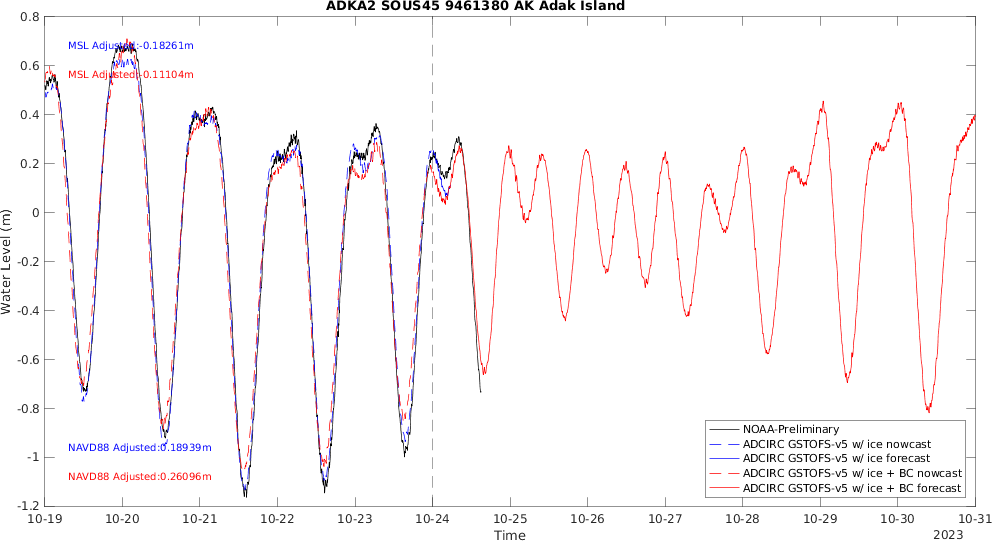 ADKA2 SOUS45 9461380 AK Adak Island
0.8
0.6
0.4
0.2
0
-0.2
-0.4
-0.6
-0.8
-1
-1.2
Water Level (m)
MSL Adjusted:-0.18261m
MSL Adjusted:-0.11104m
NAVD88 Adjusted:0.18939m
NAVD88 Adjusted:0.26096m
NOAA-Preliminary
ADCIRC GSTOFS-v5 w/ ice nowcast
ADCIRC GSTOFS-v5 w/ ice forecast
ADCIRC GSTOFS-v5 w/ ice + BC nowcast
ADCIRC GSTOFS-v5 w/ ice + BC forecast
10-19 10-20 10-21 10-22 10-23 10-24 10-25 10-26 10-27 10-28 10-29 10-30 10-31
Time
2023